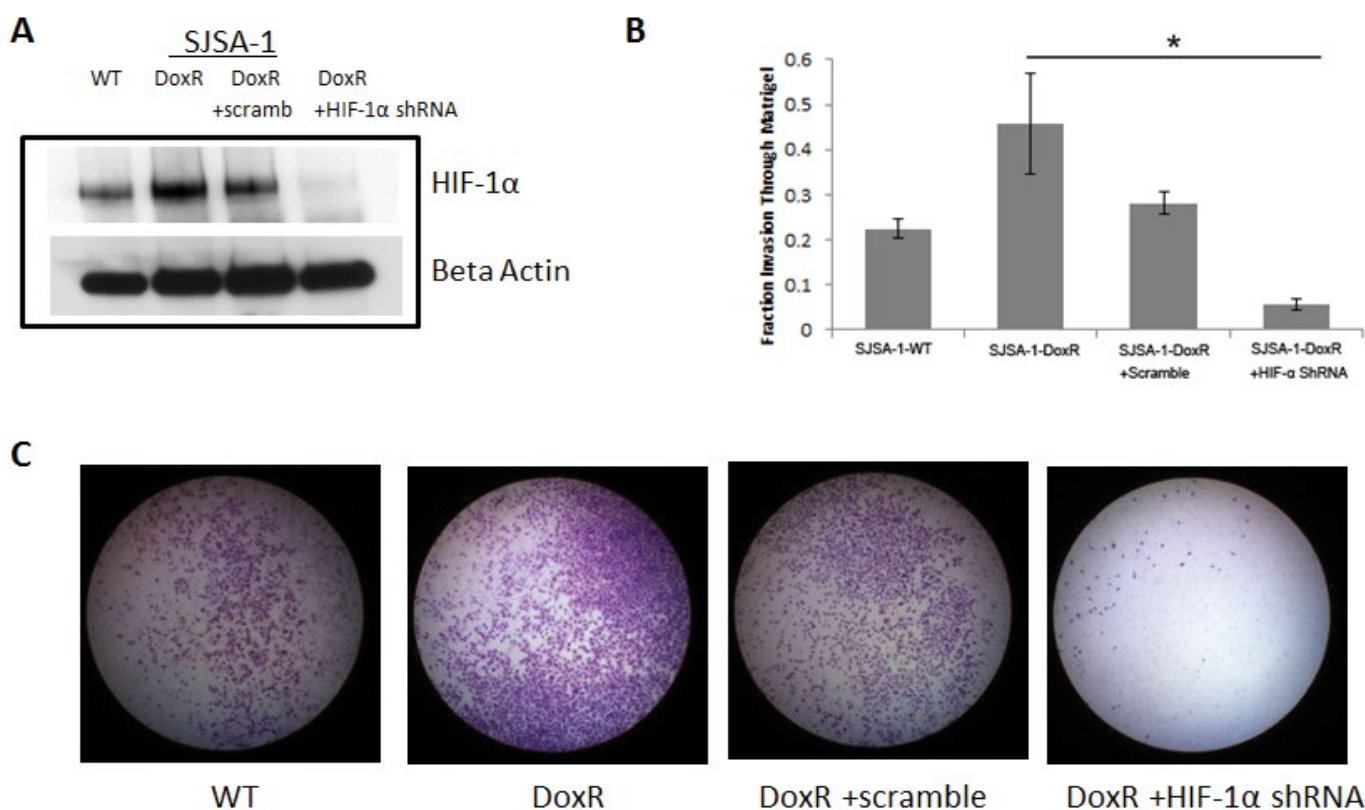 A
SJSA-1
WT DoxR DoxR DoxR
+scramb +HIF-1α shRNA
HIF-1α
Beta Actin
B
*
Fraction Invasion Through Matrigel
0.6
0.5
0.4
0.3
0.2
0.1
0
SJSA-1-WT SJSA-1-DoxR SJSA-1-DoxR SJSA-1-DoxR
+Scramble +HIF-α ShRNA
C
WT DoxR DoxR +scramble DoxR +HIF-1α shRNA